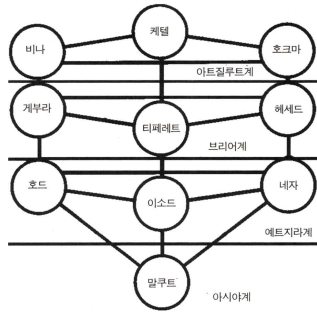 케텔
비나
호크마
아트질루트계
게부라
헤세드
티페레트
브리어계
호드
네자
이소드
예트지라계
말쿠트
아시야계